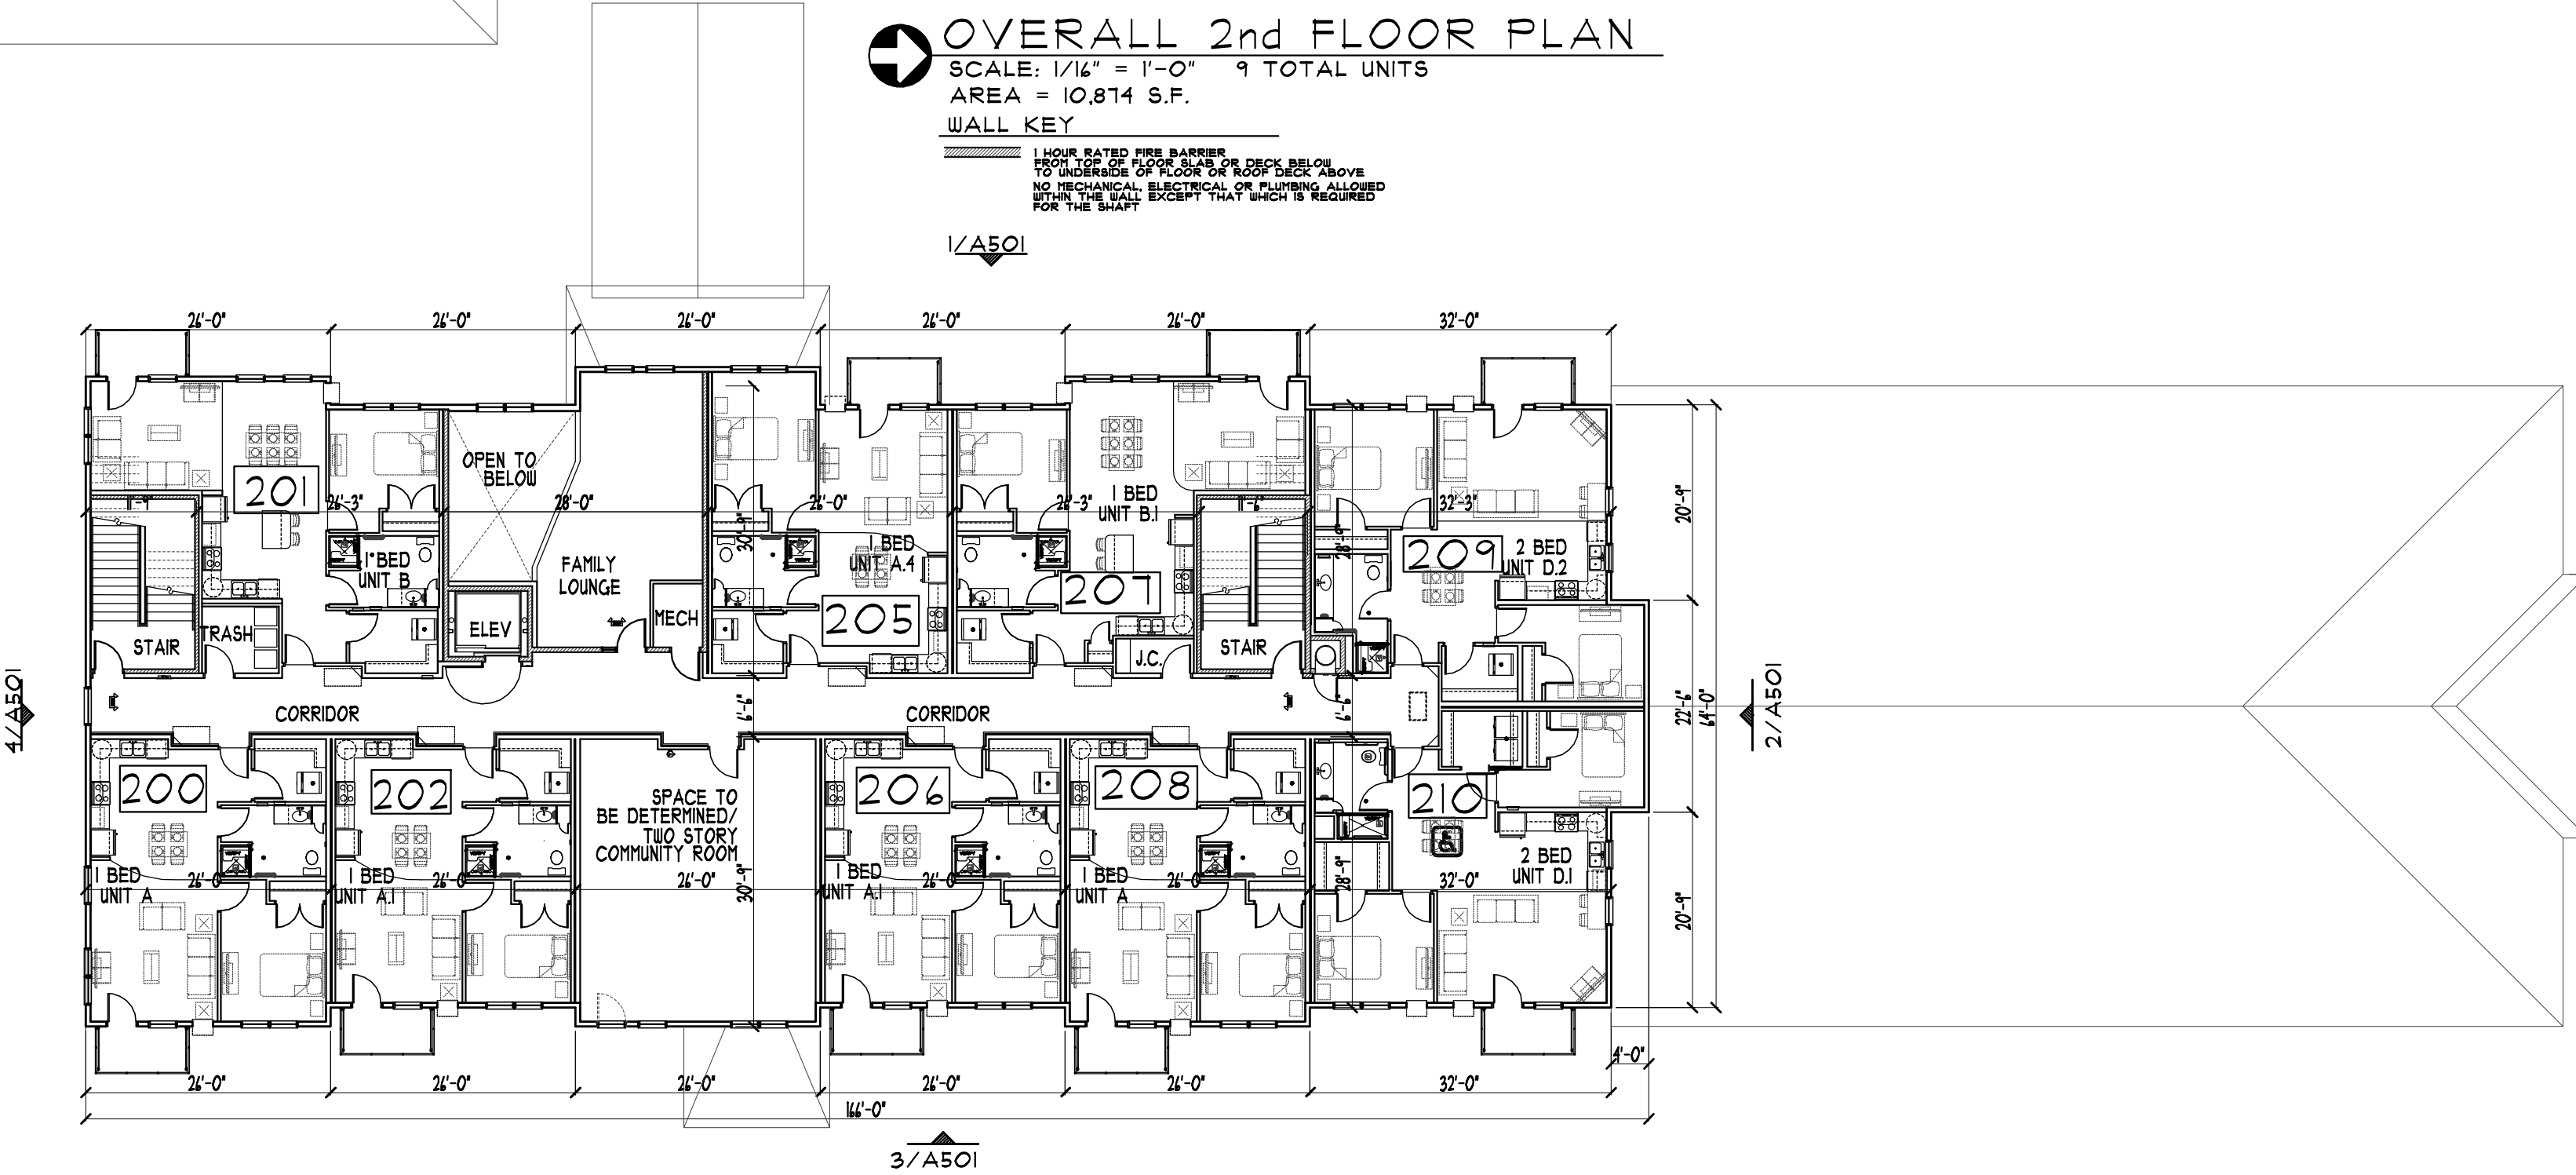 OVERALL 2nd FLOOR PLAN
SCALE: 1/16" = 1'-0" 9 TOTAL UNITS
AREA = 10,874 S.F.
WALL KEY
1 HOUR RATED FIRE BARRIER
FROM TOP OF FLOOR SLAB OR DECK BELOW
TO UNDERSIDE OF FLOOR OR ROOF DECK ABOVE
NO MECHANICAL, ELECTRICAL OR PLUMBING ALLOWED
WITHIN THE WALL EXCEPT THAT WHICH IS REQUIRED
FOR THE SHAFT
1/A501
26'-0" 26'-0" 26'-0" 26'-0" 26'-0" 32'-0"
OPEN TO
BELOW
201
26'-3" 28'-0" 26'-0" 26'-3" 32'-3"
1 BED
UNIT B.1
20'-9"
30'-9"
28'-9"
1 BED
UNIT B
FAMILY
LOUNGE
1 BED
UNIT A.4
207
209
2 BED
UNIT D.2
MECH
205
TRASH
ELEV
STAIR
J.C.
STAIR
4/A501
CORRIDOR
CORRIDOR
6'-6"
6'-6"
22'-6"
64'-0"
2/A501
200
202
SPACE TO
BE DETERMINED/
TWO STORY
COMMUNITY ROOM
206
208
210
1 BED
UNIT A
1 BED
UNIT A.1
1 BED
UNIT A.1
1 BED
UNIT A
2 BED
UNIT D.1
26'-0 26'-0 26'-0" 26'-0 26'-0 32'-0"
30'-9"
28'-9"
20'-9"
4'-0"
26'-0" 26'-0" 26'-0" 26'-0" 26'-0" 32'-0"
166'-0"
3/A501